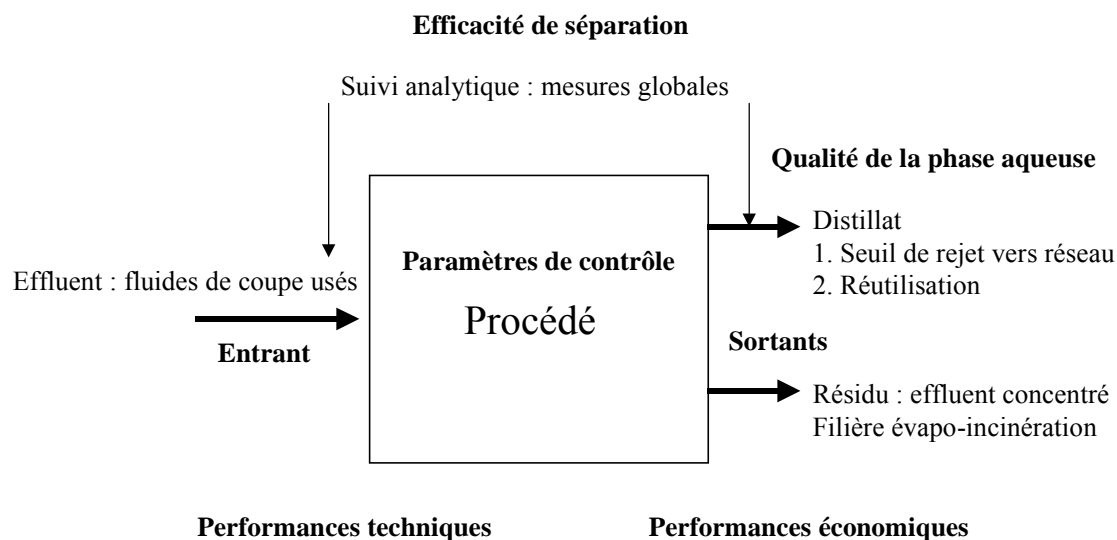 Efficacité de séparation
Suivi analytique : mesures globales
Qualité de la phase aqueuse
Distillat
1. Seuil de rejet vers réseau
2. Réutilisation
Effluent : fluides de coupe usés
Paramètres de contrôle
Procédé
Entrant
Sortants
Résidu : effluent concentré
Filière évapo-incinération
Performances techniques
Performances économiques